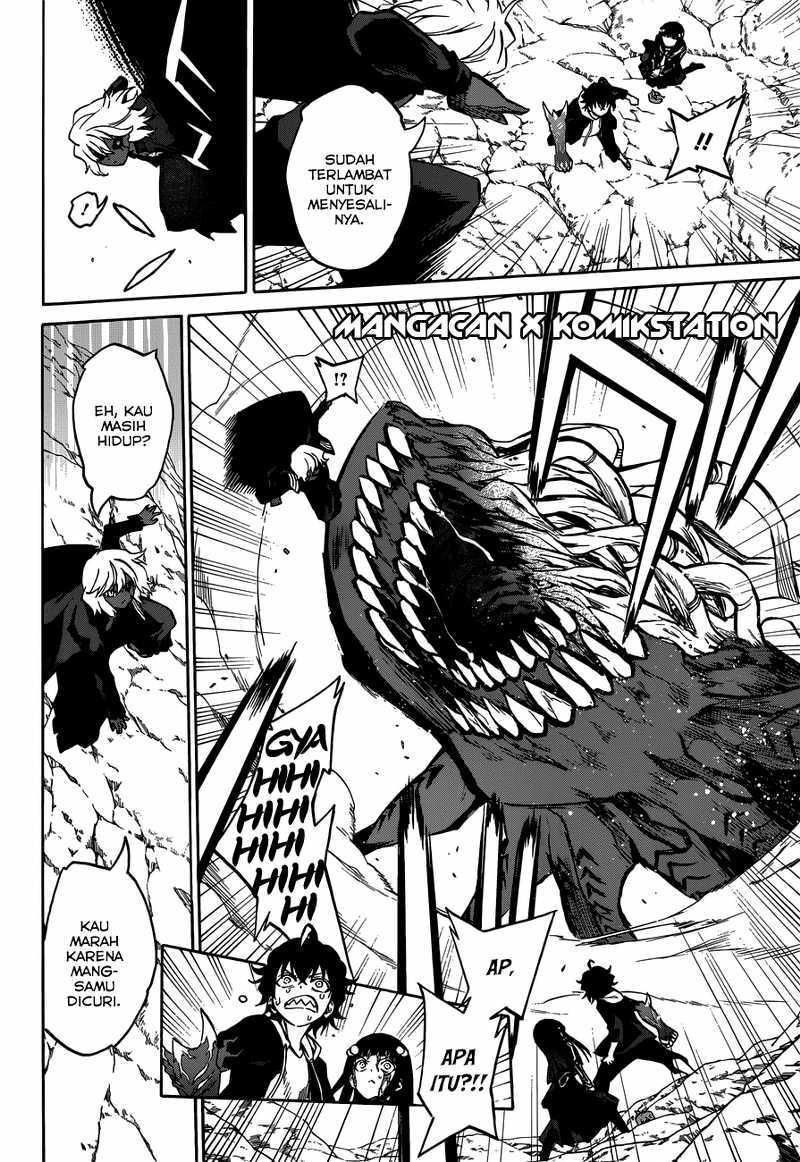 !!
SUDAH
TERLAMBAT
UNTUK
MENYESALI-
NYA.
!
MANGACAN X KOMIKSTATION
!?
GYA
HIHI
HIHI
HIHI
HIHI
HI
AP,
APA
ITU?!!
EH, KAU
MASIH
HIDUP?
KAU
MARAH
KARENA
MANG-
SAMU
DICURI.